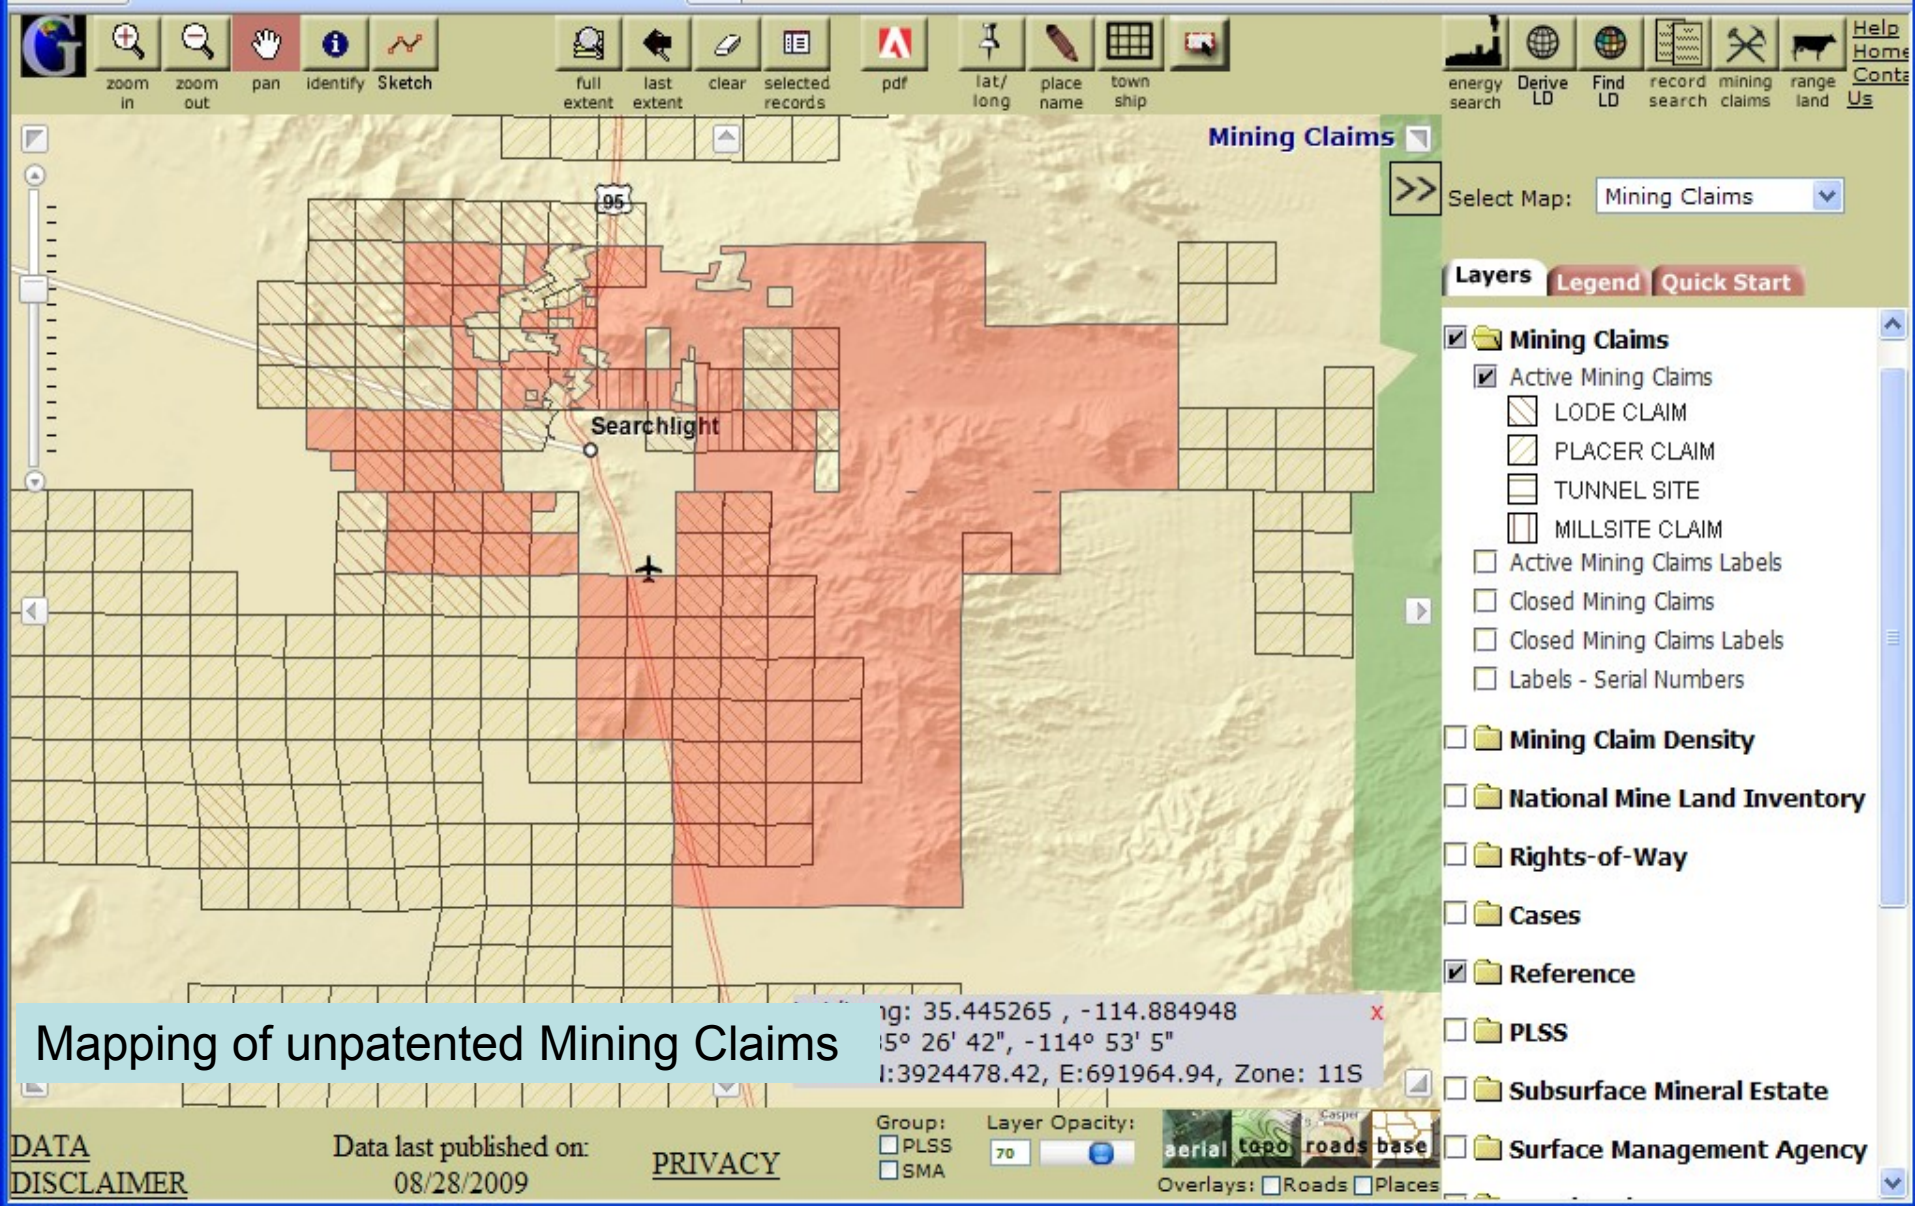 G
zoom in
zoom out
pan
identify
Sketch
full extent
last extent
clear
selected records
pdf
lat/ long
place name
town ship
energy search
Derive LD
Find LD
record search
mining claims
range land
Help
Home
Conta
Us
Mining Claims
>>
Select Map: Mining Claims
95
Searchlight
Layers
Legend
Quick Start
Mining Claims
Active Mining Claims
LODE CLAIM
PLACER CLAIM
TUNNEL SITE
MILLSITE CLAIM
Active Mining Claims Labels
Closed Mining Claims
Closed Mining Claims Labels
Labels - Serial Numbers
Mining Claim Density
National Mine Land Inventory
Rights-of-Way
Cases
Reference
PLSS
Subsurface Mineral Estate
Surface Management Agency
Mapping of unpatented Mining Claims
ng: 35.445265 , -114.884948 x
5º 26' 42", -114º 53' 5"
:3924478.42, E:691964.94, Zone: 11S
DATA
DISCLAIMER
Data last published on:
08/28/2009
PRIVACY
Group:
PLSS
SMA
Layer Opacity:
70
Casper
aerial topo roads base
Overlays: Roads Places